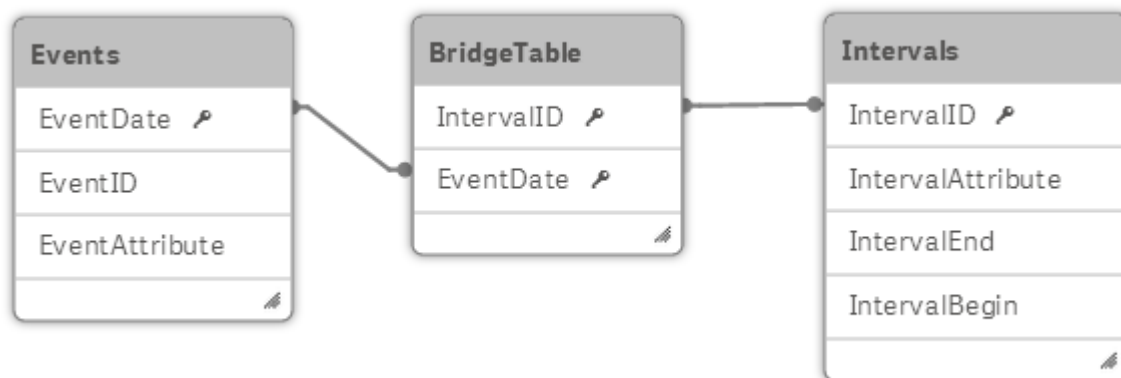 Events
EventDate
EventID
EventAttribute
BridgeTable
IntervalID
EventDate
Intervals
IntervalID
IntervalAttribute
IntervalEnd
IntervalBegin